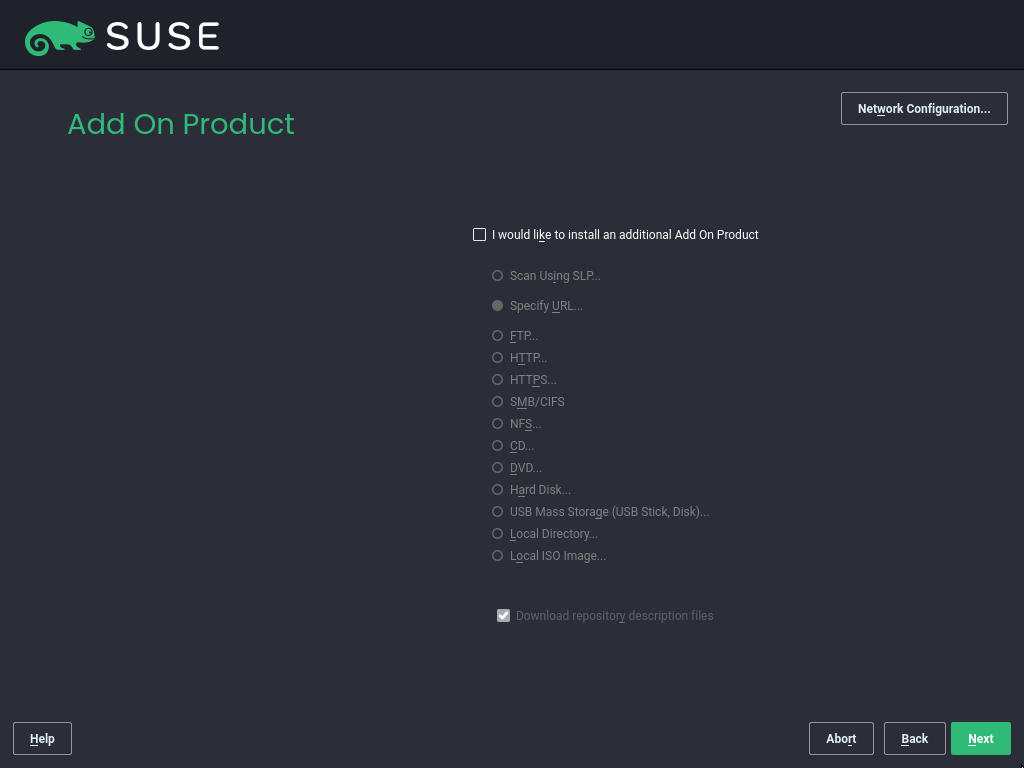 SUSE
Add On Product
Network Configuration...
I would like to install an additional Add On Product
Scan Using SLP...
Specify URL...
FTP...
HTTP...
HTTPS...
SMB/CIFS
NFS...
CD...
DVD...
Hard Disk...
USB Mass Storage (USB Stick, Disk)...
Local Directory...
Local ISO Image...
Download repository description files
Help
Abort
Back
Next